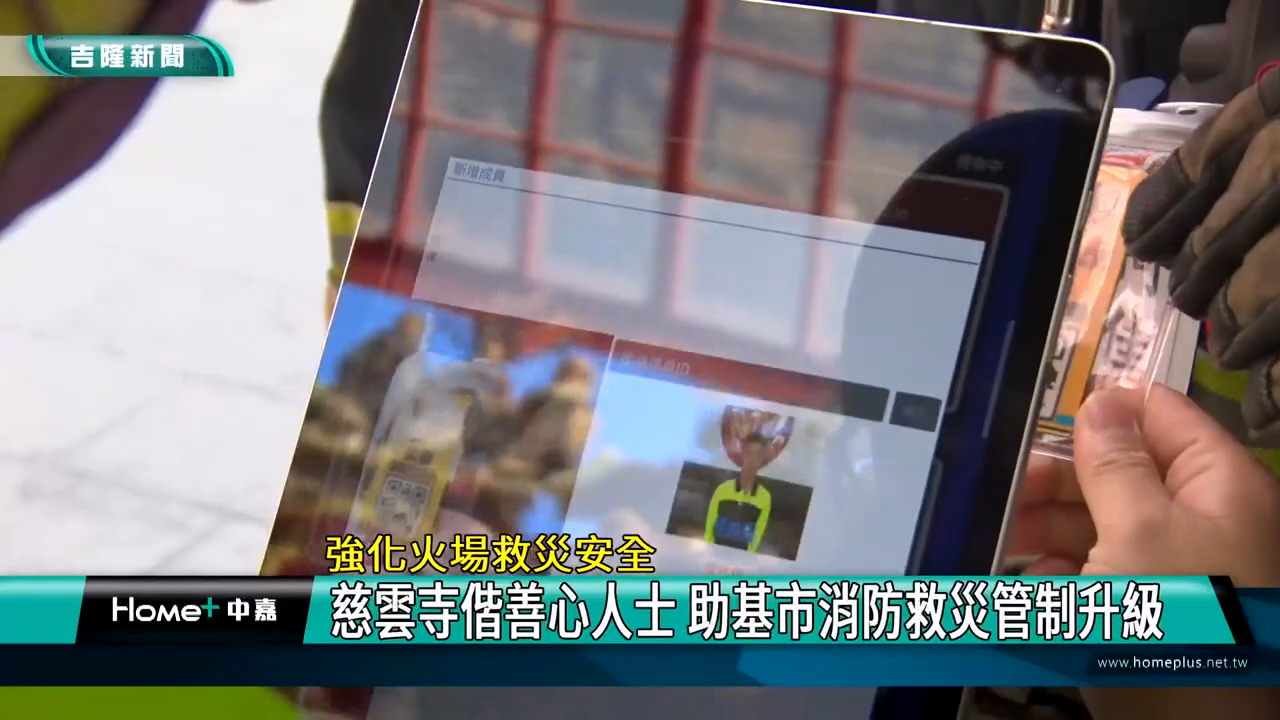 吉隆新聞
新增成員
強化火場救災安全
Home+中嘉
慈雲寺偕善心人士 助基市消防救災管制升級
www.homeplus.net.tw